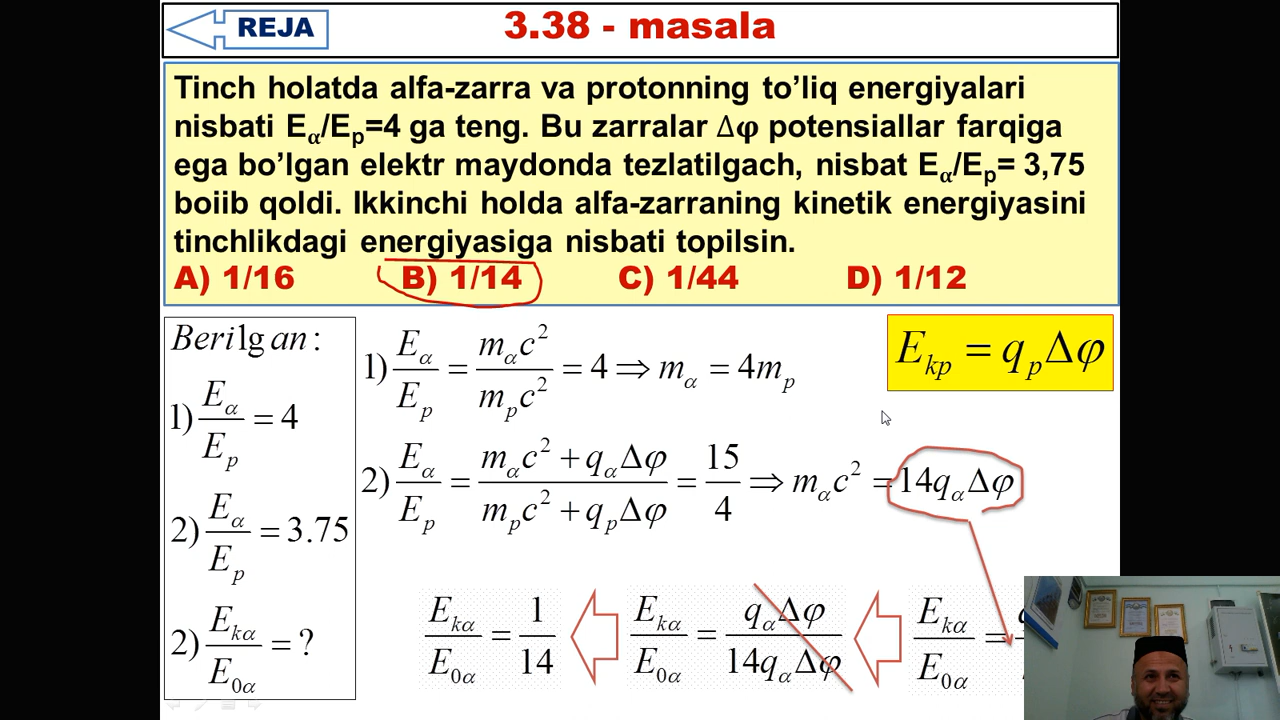 REJA
3.38 - masala
Tinch holatda alfa-zarra va protonning to’liq energiyalari
nisbati Eα/Ep=4 ga teng. Bu zarralar Δφ potensiallar farqiga
ega bo’lgan elektr maydonda tezlatilgach, nisbat Eα/Ep= 3,75
boiib qoldi. Ikkinchi holda alfa-zarraning kinetik energiyasini
tinchlikdagi energiyasiga nisbati topilsin.
A) 1/16 B) 1/14 C) 1/44 D) 1/12
Berilgan:
1) Eα/Ep = 4
2) Eα/Ep = 3.75
2) Ekα/E0α = ?
1) Eα/Ep = mαc²/mpc² = 4 ⇒ mα = 4mp
Ekp = qpΔφ
2) Eα/Ep = (mαc² + qαΔφ)/(mpc² + qpΔφ) = 15/4 ⇒ mαc² = 14qαΔφ
Ekα/E0α = 1/14
Ekα/E0α = qαΔφ/14qαΔφ
Ekα/E0α =